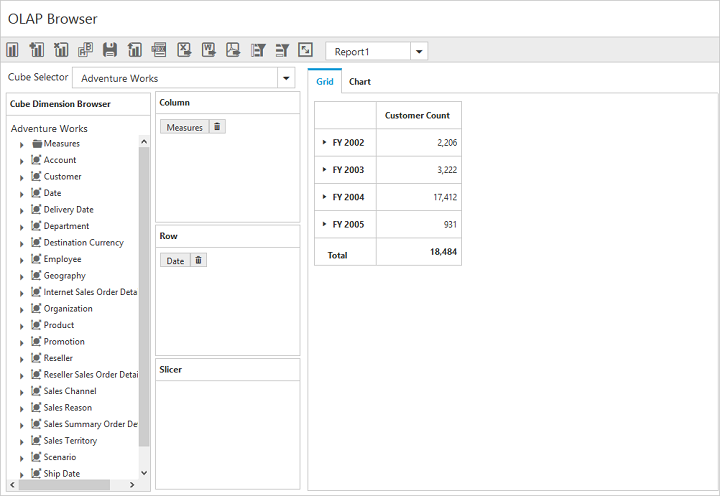 OLAP Browser
Report1
Cube Selector
Adventure Works
Cube Dimension Browser
Adventure Works
Measures
Account
Customer
Date
Delivery Date
Department
Destination Currency
Employee
Geography
Internet Sales Order Deta
Organization
Product
Promotion
Reseller
Reseller Sales Order Detai
Sales Channel
Sales Reason
Sales Summary Order De
Sales Territory
Scenario
Ship Date
Column
Measures
Row
Date
Slicer
Grid Chart
Customer Count
FY 2002 2,206
FY 2003 3,222
FY 2004 17,412
FY 2005 931
Total 18,484